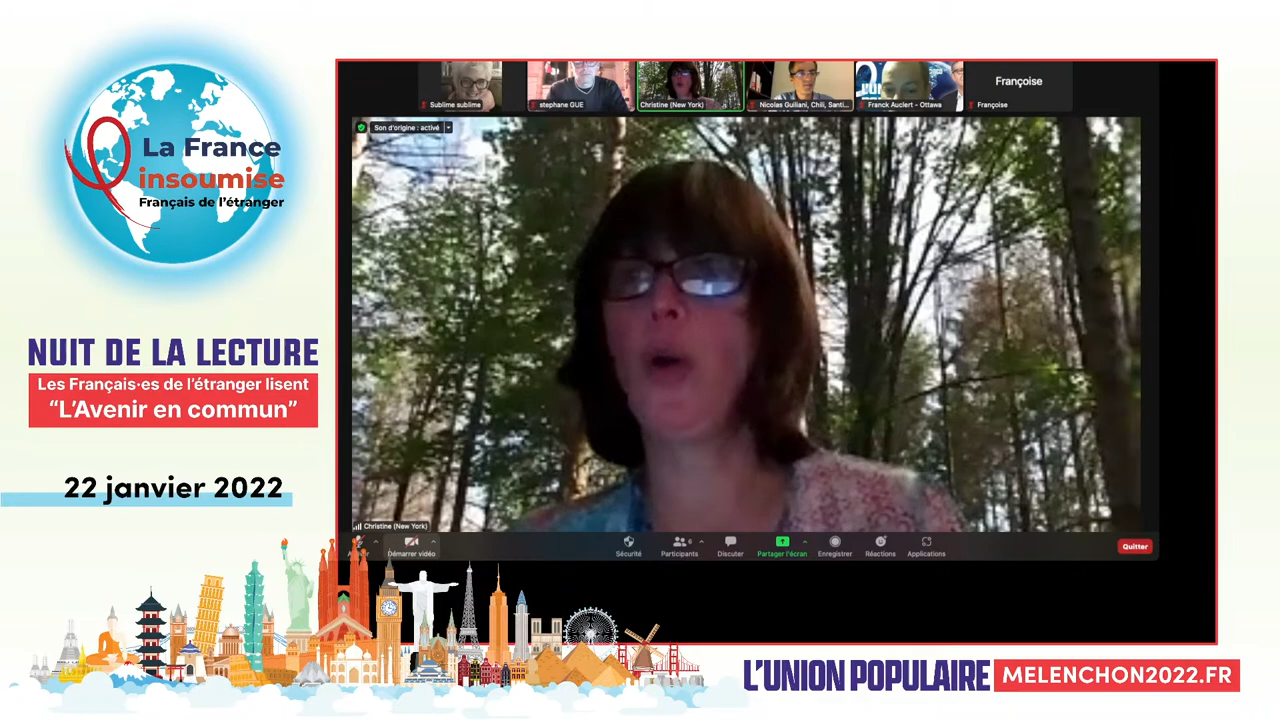 La France
insoumise
Français de l'étranger
NUIT DE LA LECTURE
Les Français·es de l'étranger lisent
"L'Avenir en commun"
22 janvier 2022
Sublime sublime
stephane GUE
Christine (New York)
Nicolas Guiliani, Chili, Santi...
Franck Auclert - Ottawa
Françoise
Françoise
Son d'origine : activé
Christine (New York)
Démarrer vidéo
Sécurité
Participants
6
Discuter
Partager l'écran
Enregistrer
Réactions
Applications
Quitter
L'UNION POPULAIRE
MELENCHON2022.FR